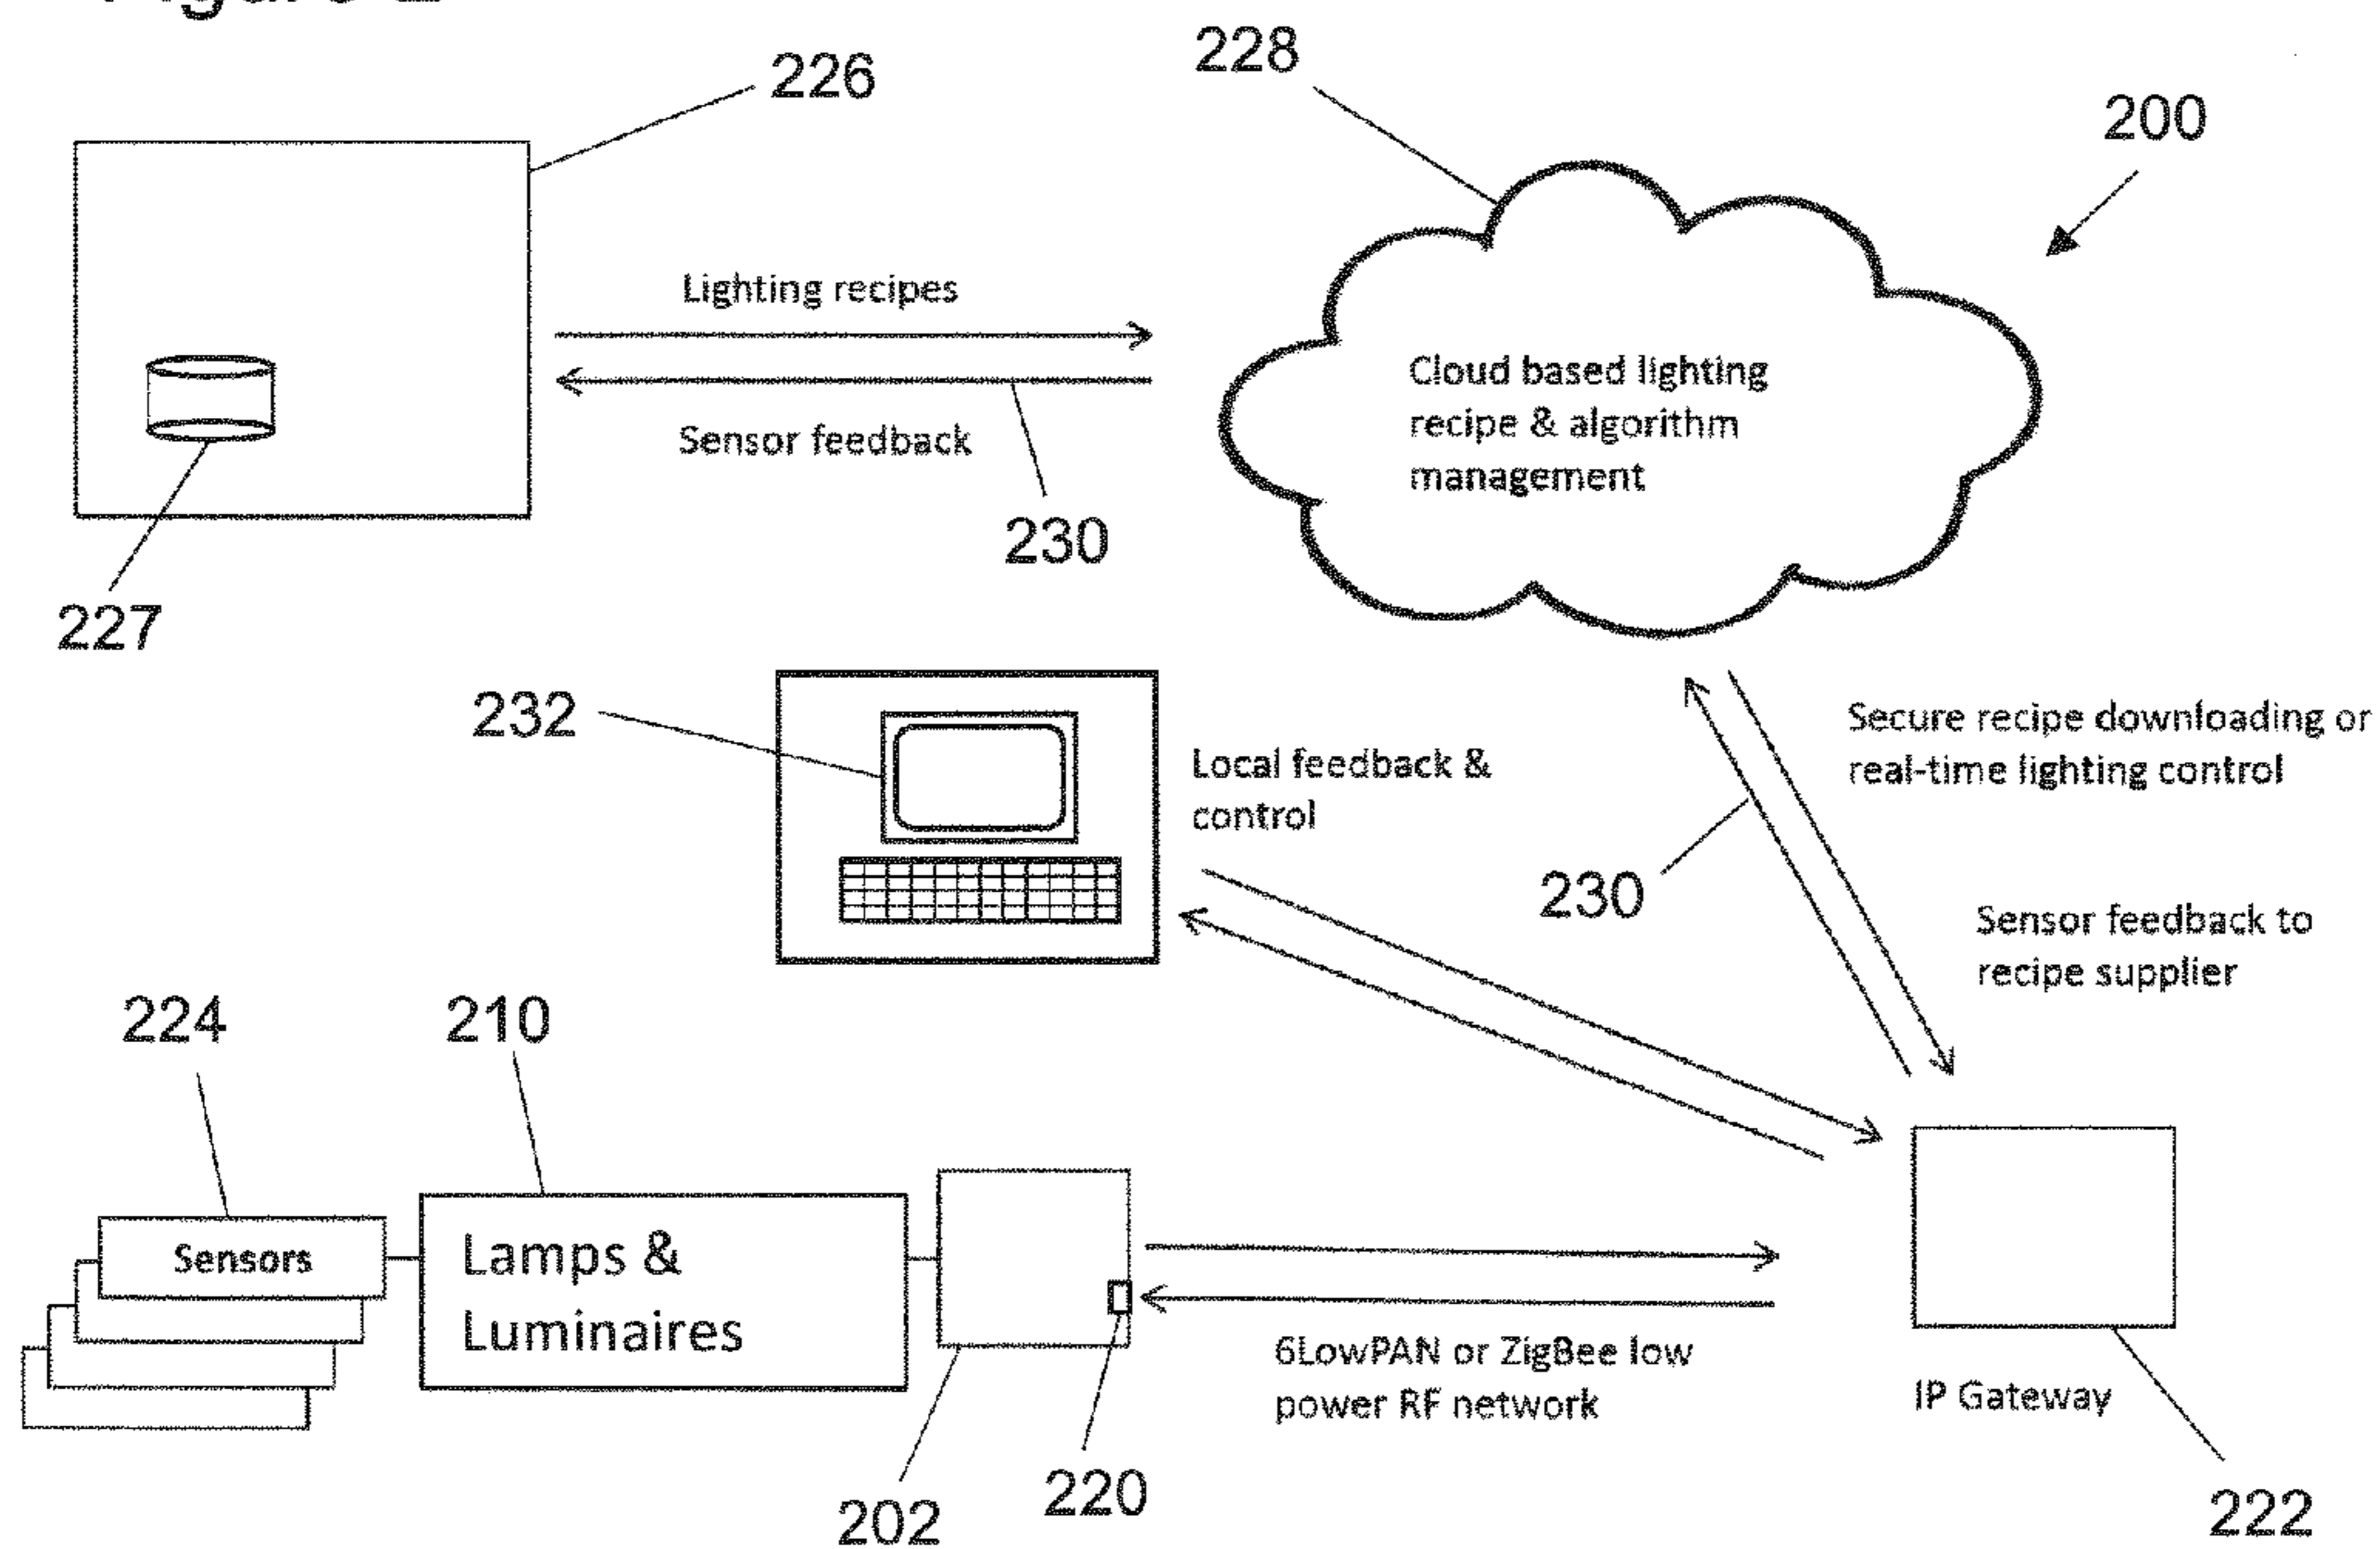 226
228
200
Lighting recipes
Cloud based lighting
recipe & algorithm
management
Sensor feedback
230
227
232
Local feedback &
control
Secure recipe downloading or
real-time lighting control
230
Sensor feedback to
recipe supplier
224
210
Sensors
Lamps &
Luminaires
6LowPAN or ZigBee low
power RF network
IP Gateway
202
220
222